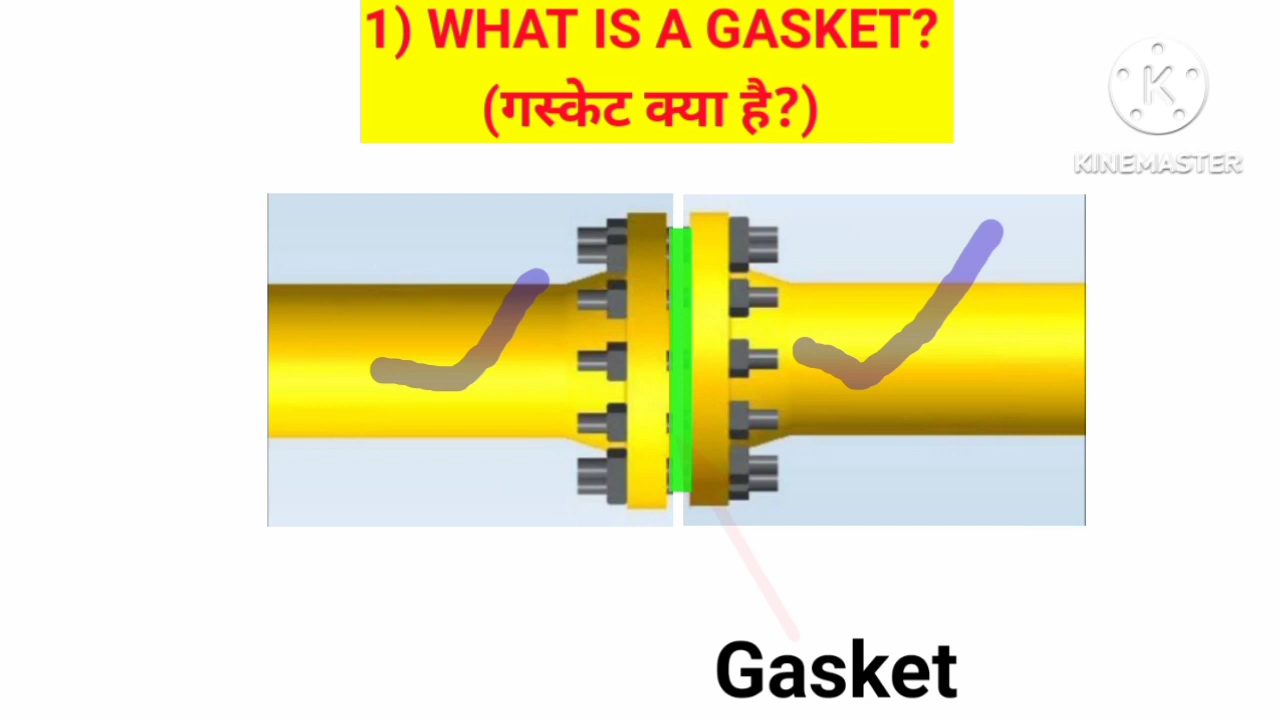 1) WHAT IS A GASKET?
(गस्केट क्या है?)
K
KINEMASTER
Gasket